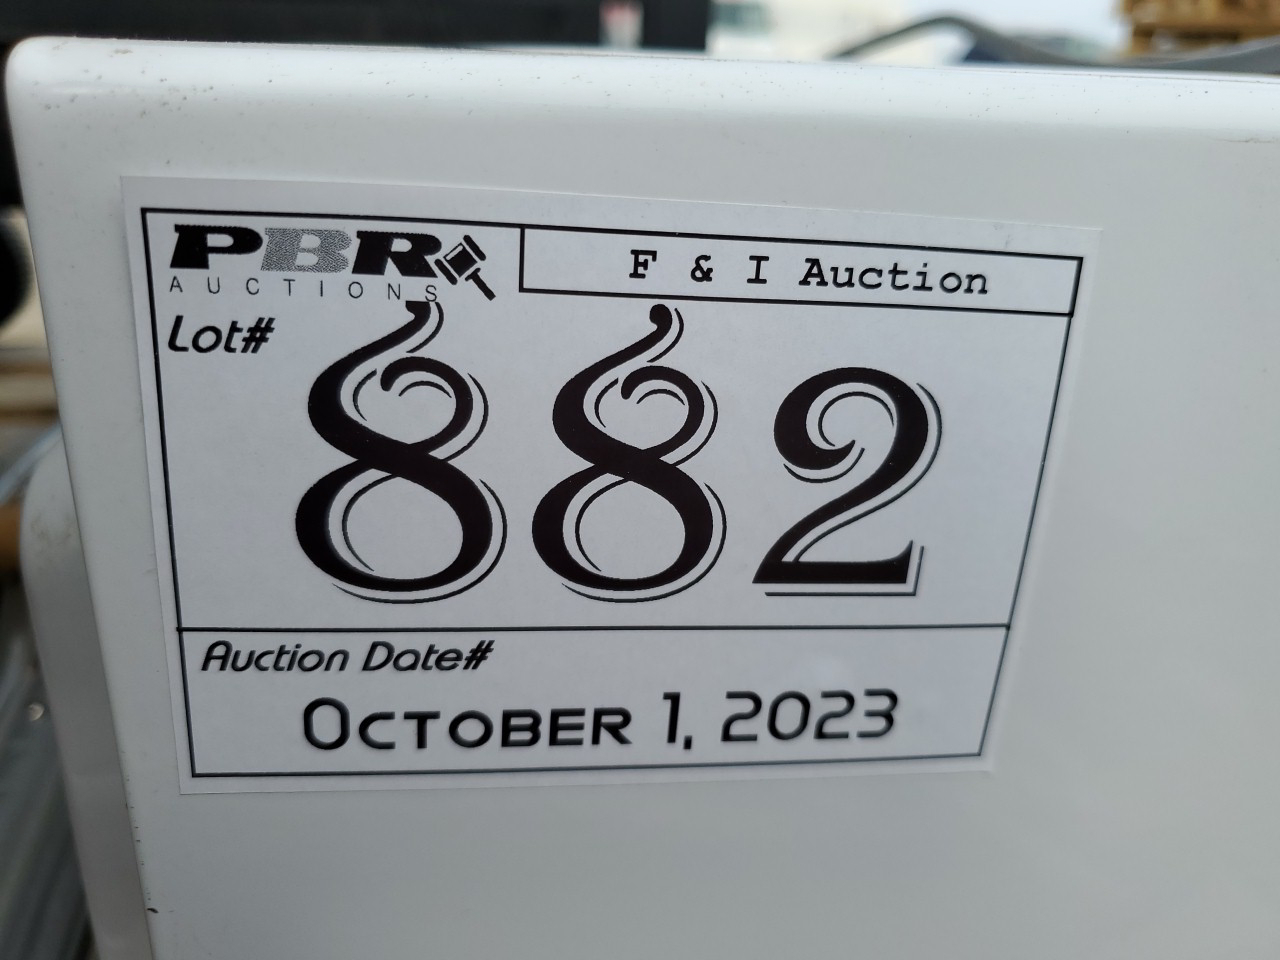 PBR
AUCTIONS
F & I Auction
Lot#
882
Auction Date#
October 1, 2023